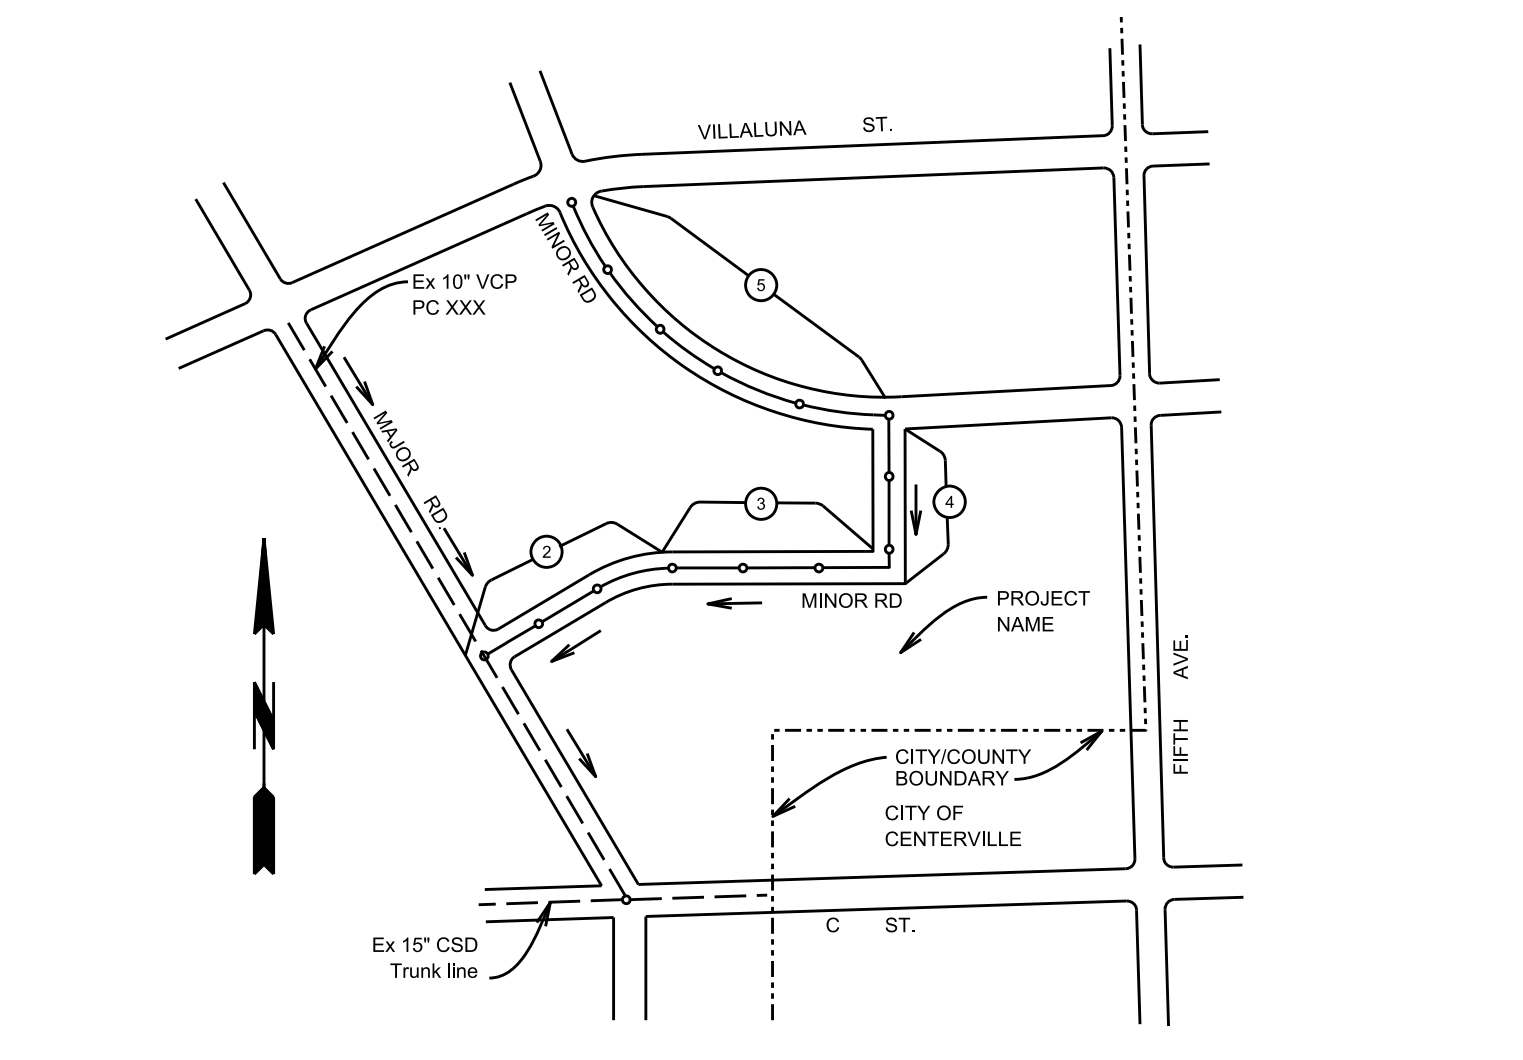 VILLALUNA ST.
MINOR RD
Ex 10" VCP
PC XXX
5
MAJOR RD.
3
4
2
MINOR RD
PROJECT
NAME
N
FIFTH AVE.
CITY/COUNTY
BOUNDARY
CITY OF
CENTERVILLE
C ST.
Ex 15" CSD
Trunk line